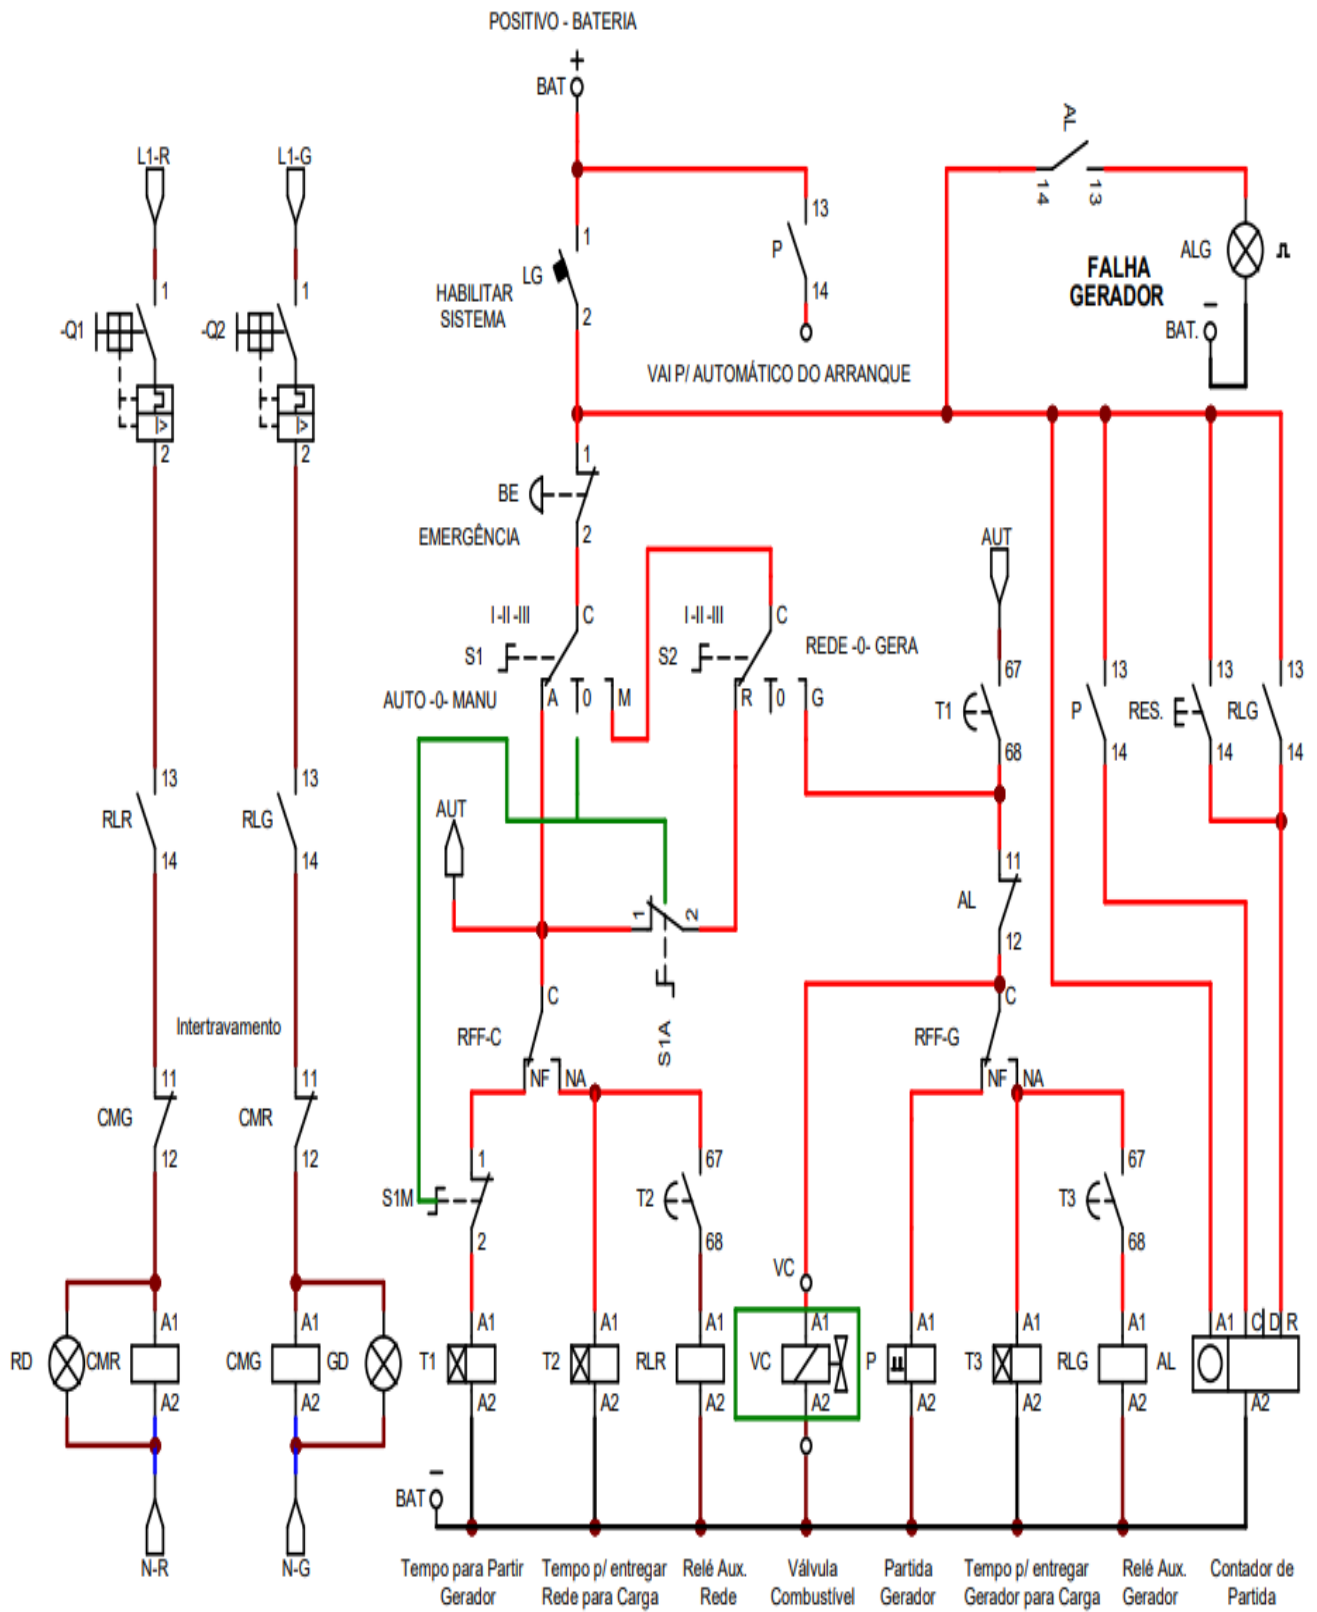 POSITIVO - BATERIA
+
BAT
L1-R
L1-G
AL
14
13
1
1
-Q1
-Q2
I>
I>
2
2
1
LG
2
HABILITAR
SISTEMA
13
P
14
VAI P/ AUTOMÁTICO DO ARRANQUE
ALG
FALHA
GERADOR
BAT.
1
BE
2
EMERGÊNCIA
I -II -III
C
S1
A
0
M
AUTO -0- MANU
I -II -III
C
S2
R
0
G
REDE -0- GERA
AUT
67
T1
68
13
P
14
13
RES.
14
13
RLG
14
13
RLR
14
13
RLG
14
AUT
1
2
S1A
11
AL
12
C
RFF-C
NF
NA
C
RFF-G
NF
NA
Intertravamento
11
CMG
12
11
CMR
12
1
S1M
2
67
T2
68
67
T3
68
VC
RD
A1
CMR
A2
A1
CMG
A2
GD
A1
T1
A2
A1
T2
A2
A1
RLR
A2
A1
VC
A2
A1
P
A2
A1
T3
A2
A1
RLG
A2
A1
C
D
R
AL
A2
BAT
N-R
N-G
Tempo para Partir
Gerador
Tempo p/ entregar
Rede para Carga
Relé Aux.
Rede
Válvula
Combustível
Partida
Gerador
Tempo p/ entregar
Gerador para Carga
Relé Aux.
Gerador
Contador de
Partida